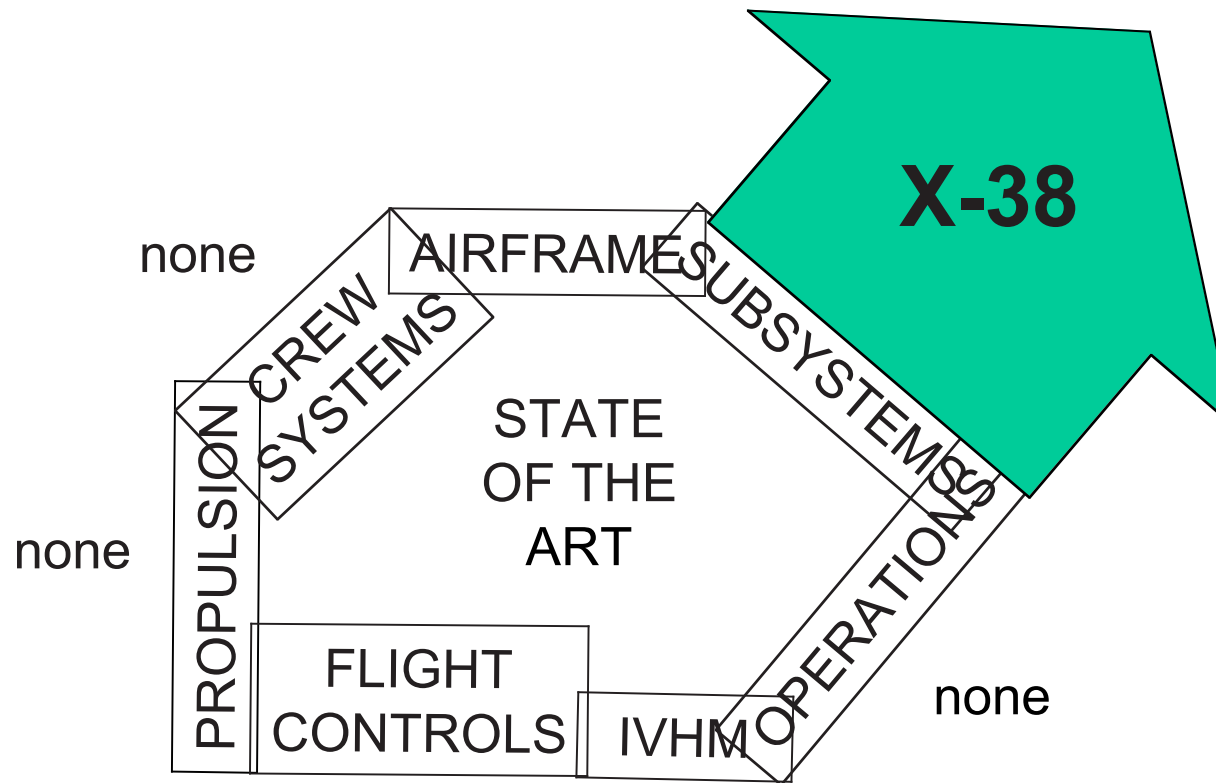 X-38
none
AIRFRAME
SUBSYSTEMS
CREW
SYSTEMS
STATE
OF THE
ART
PROPULSION
none
OPERATIONS
none
FLIGHT
CONTROLS
IVHM